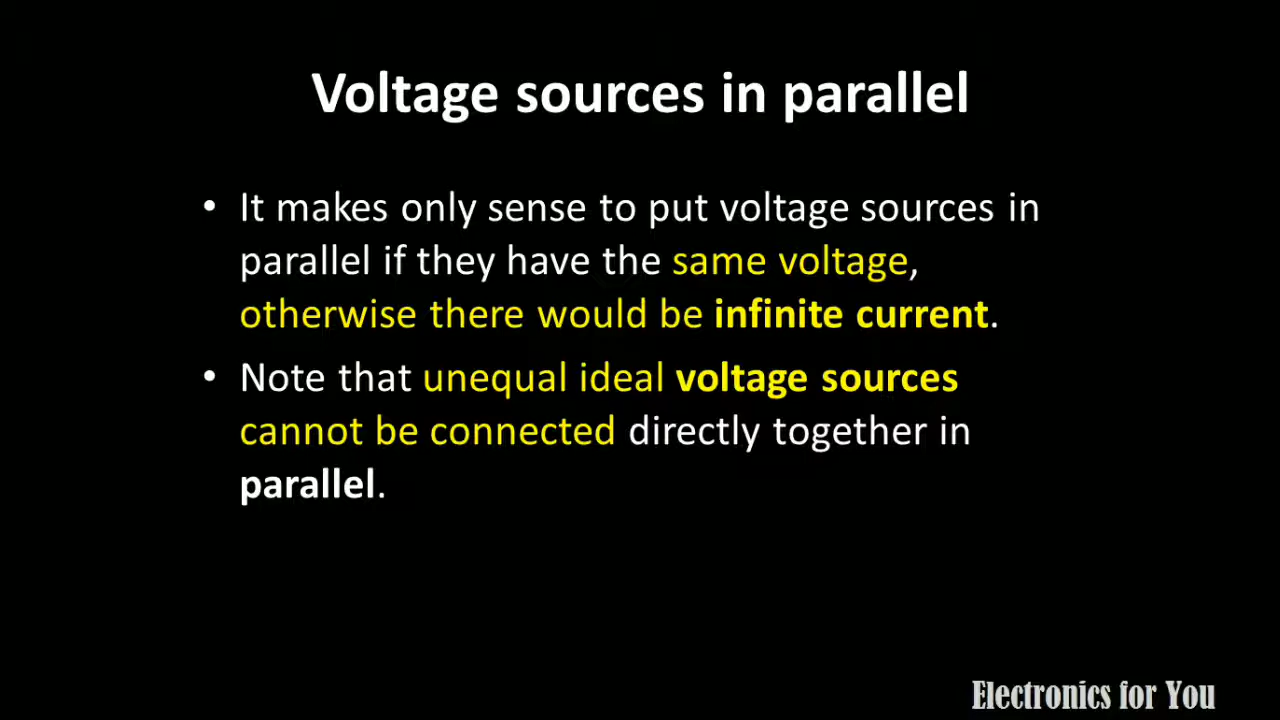 Voltage sources in parallel
• It makes only sense to put voltage sources in
parallel if they have the same voltage,
otherwise there would be infinite current.
• Note that unequal ideal voltage sources
cannot be connected directly together in
parallel.
Electronics for You